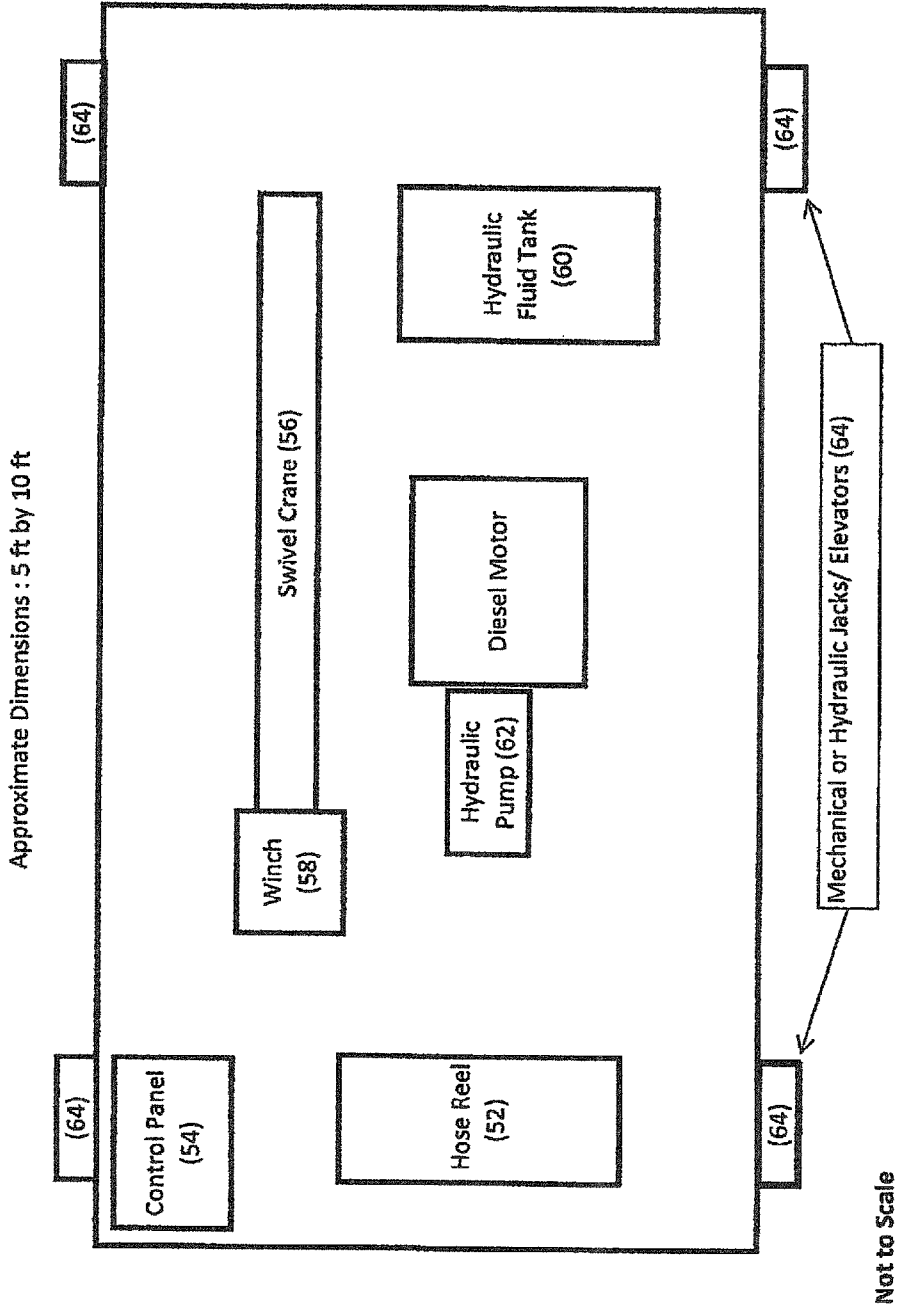 Approximate Dimensions : 5 ft by 10 ft
(64)
(64)
Control Panel
(54)
Winch
(58)
Swivel Crane (56)
Hose Reel
(52)
Hydraulic
Pump (62)
Diesel Motor
Hydraulic
Fluid Tank
(60)
(64)
(64)
Mechanical or Hydraulic Jacks/ Elevators (64)
Not to Scale